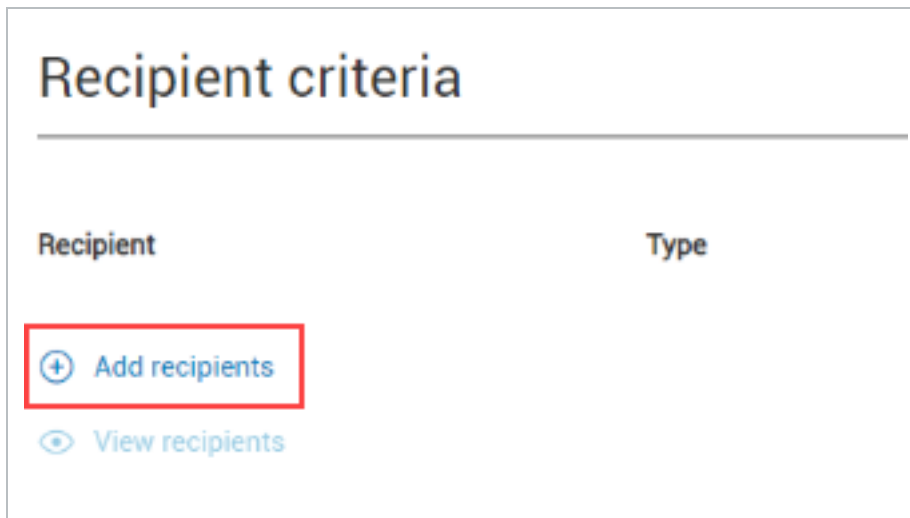 Recipient criteria
Recipient Type
Add recipients
View recipients